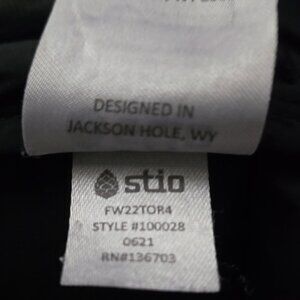 DESIGNED IN
JACKSON HOLE, WY
stio
FW22TOR4
STYLE #100028
0621
RN#136703